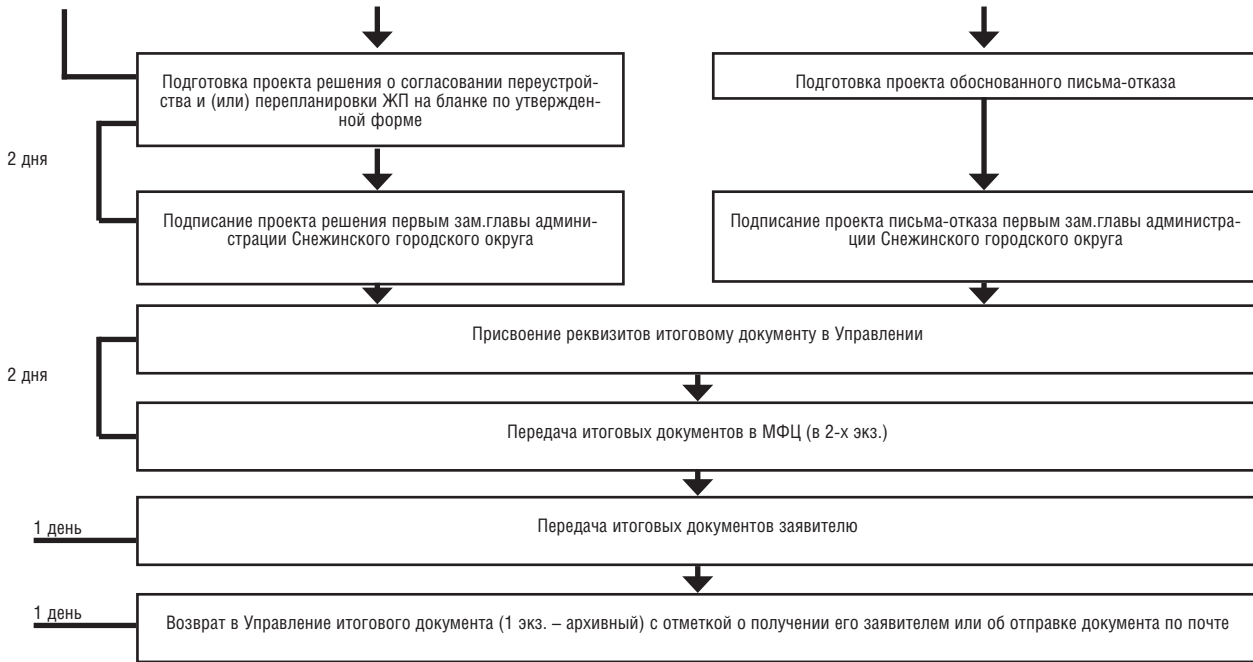 Подготовка проекта решения о согласовании переустрой-
ства и (или) перепланировки ЖП на бланке по утвержден-
ной форме
Подготовка проекта обоснованного письма-отказа
2 дня
Подписание проекта решения первым зам.главы админи-
страции Снежинского городского округа
Подписание проекта письма-отказа первым зам.главы администра-
ции Снежинского городского округа
Присвоение реквизитов итоговому документу в Управлении
2 дня
Передача итоговых документов в МФЦ (в 2-х экз.)
1 день
Передача итоговых документов заявителю
1 день
Возврат в Управление итогового документа (1 экз. – архивный) с отметкой о получении его заявителем или об отправке документа по почте